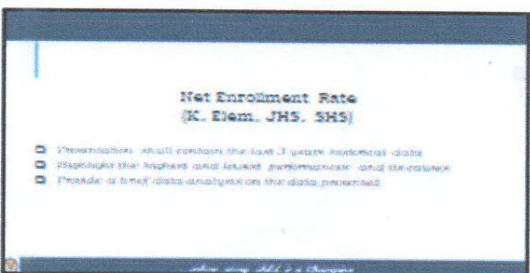 Net Enrollment Rate
(K, Elem, JHS, SHS)
Presentation shall contain the last 3 years historical data
Highlight the highest and lowest performance and its causes
Provide a brief data analysis on the data presented